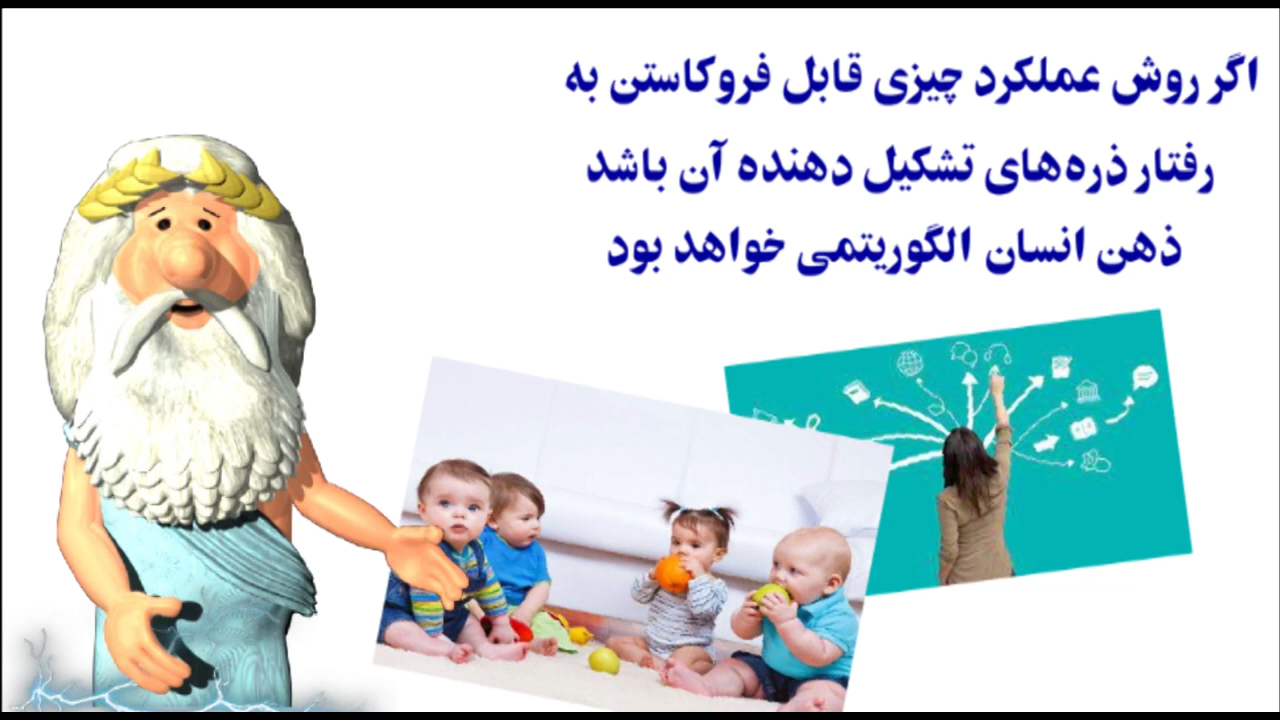 اگر روش عملکرد چیزی قابل فروکاستن به
رفتار ذره‌های تشکیل دهنده آن باشد
ذهن انسان الگوریتمی خواهد بود